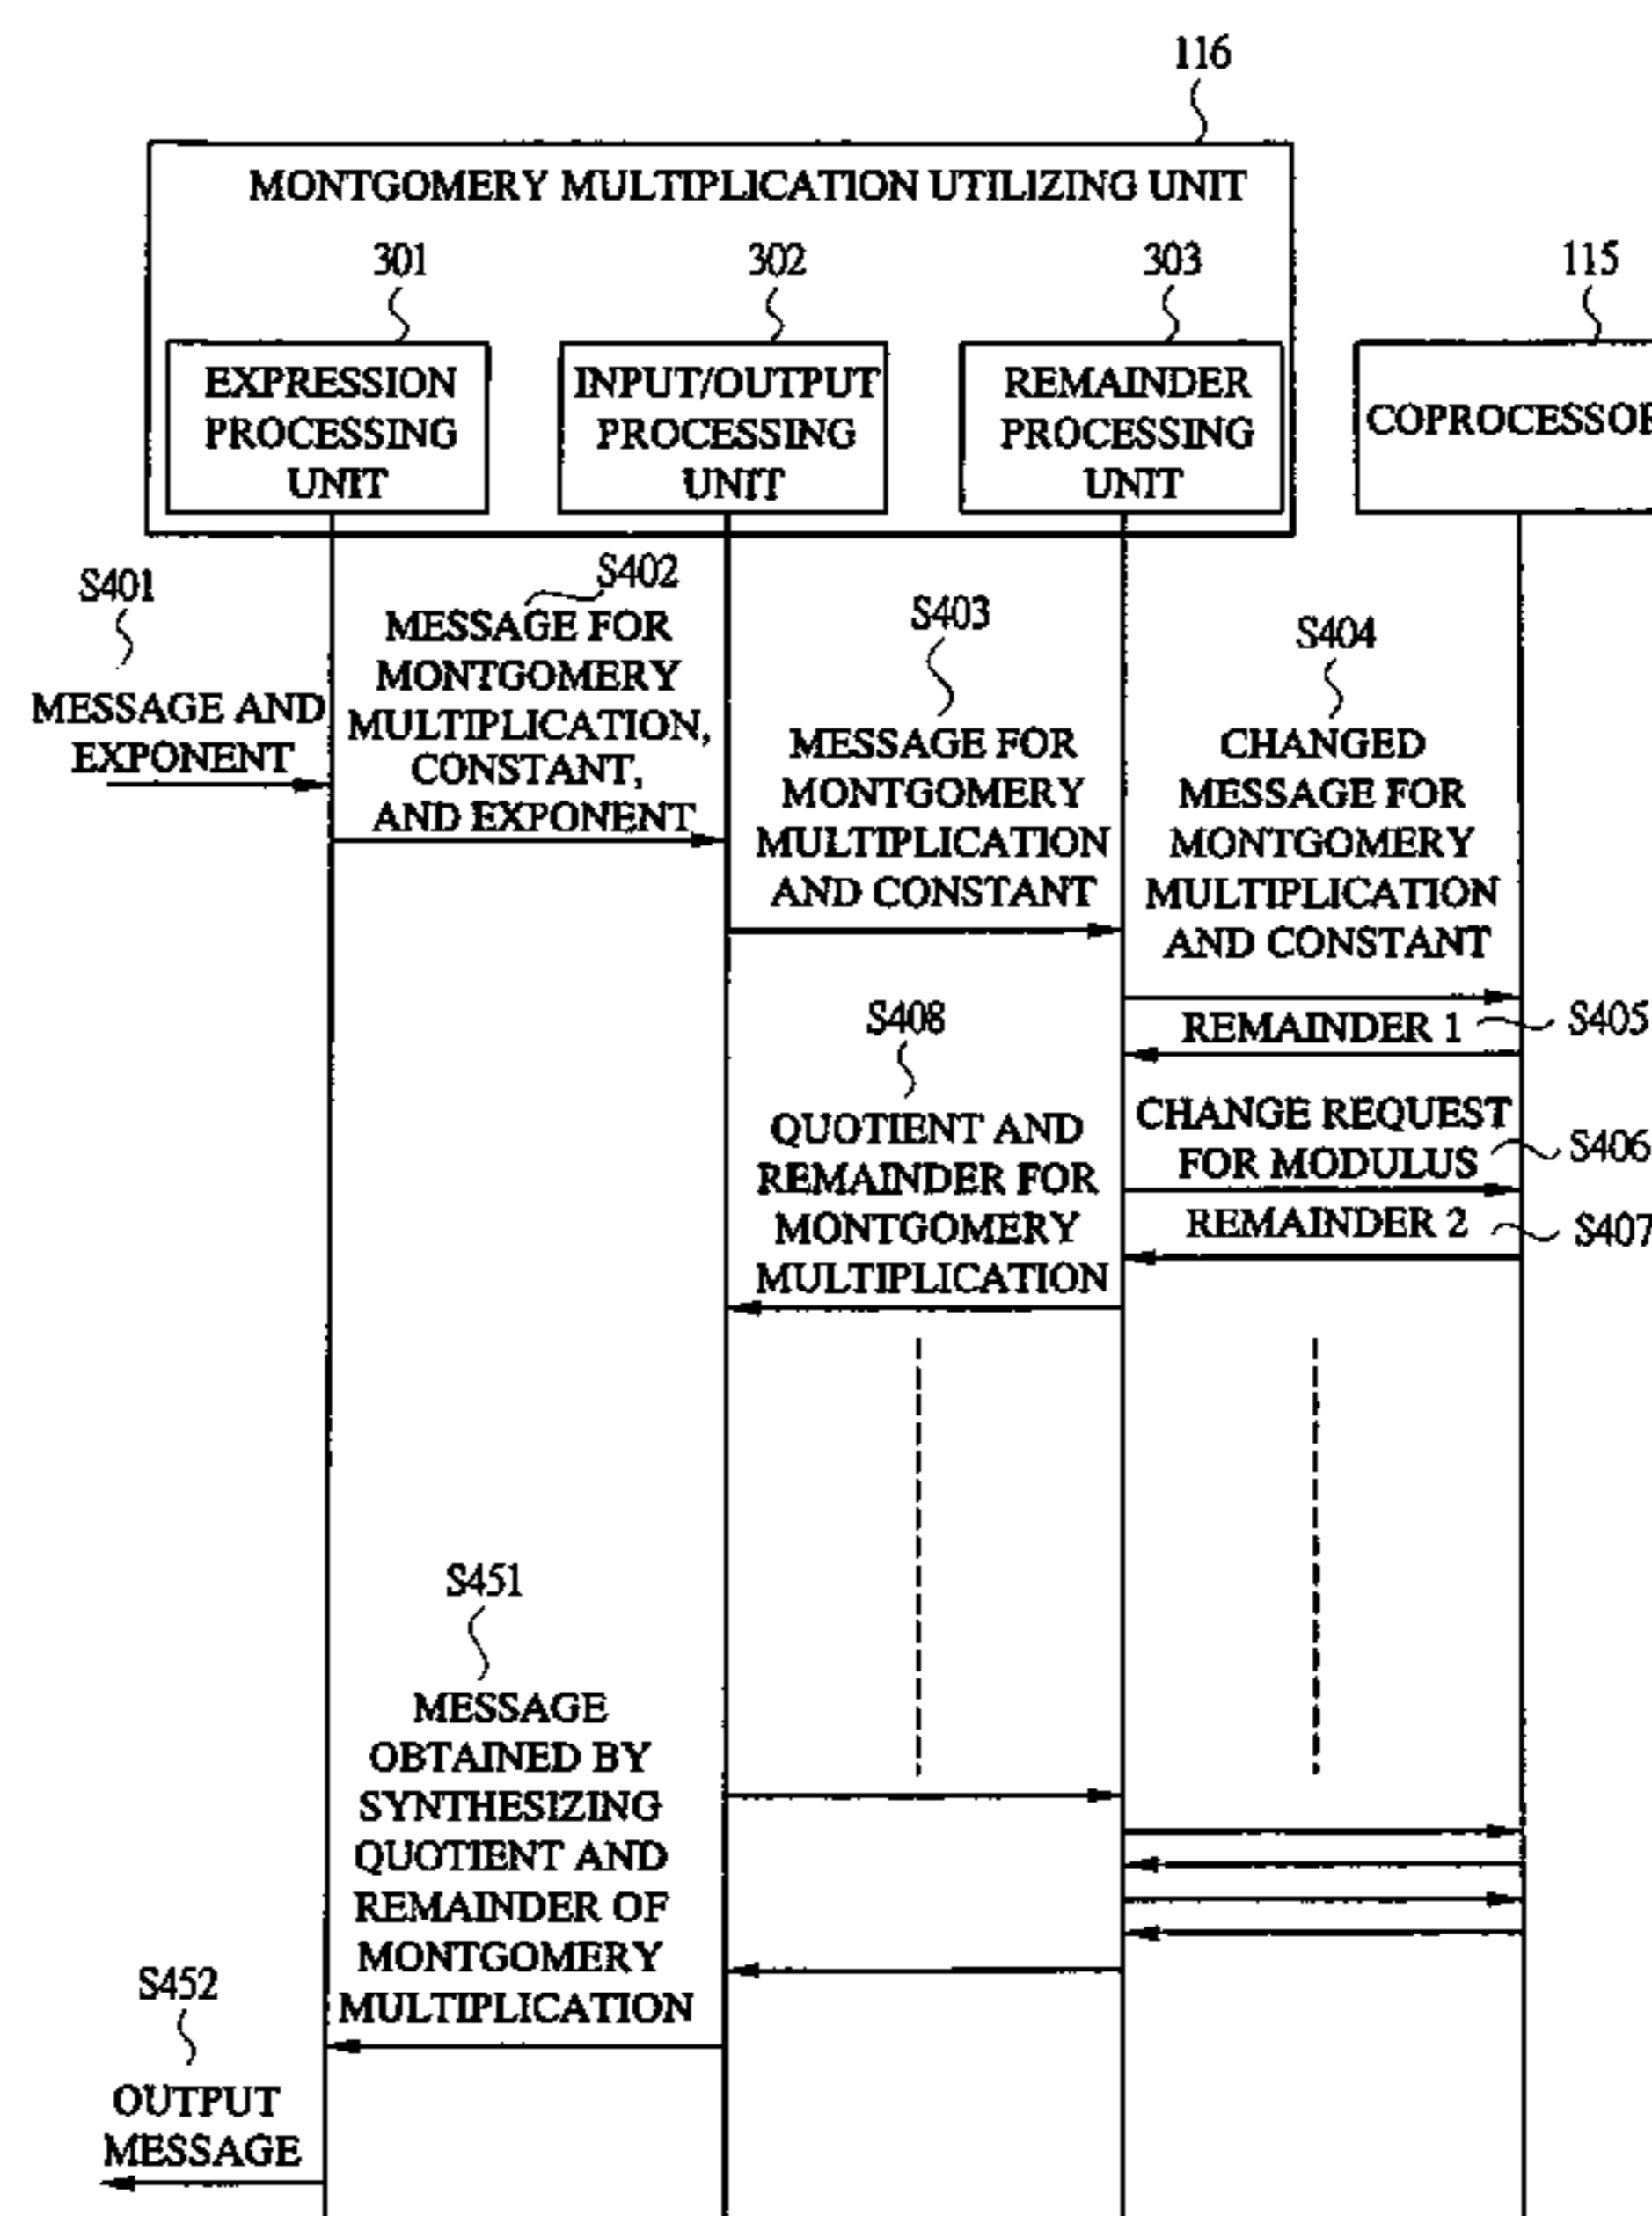 116
MONTGOMERY MULTIPLICATION UTILIZING UNIT
301
302
303
115
EXPRESSION
PROCESSING
UNIT
INPUT/OUTPUT
PROCESSING
UNIT
REMAINDER
PROCESSING
UNIT
COPROCESSOR
S401
MESSAGE AND
EXPONENT
S402
MESSAGE FOR
MONTGOMERY
MULTIPLICATION,
CONSTANT,
AND EXPONENT
S403
MESSAGE FOR
MONTGOMERY
MULTIPLICATION
AND CONSTANT
S404
CHANGED
MESSAGE FOR
MONTGOMERY
MULTIPLICATION
AND CONSTANT
REMAINDER 1
S405
CHANGE REQUEST
FOR MODULUS
S406
REMAINDER 2
S407
S408
QUOTIENT AND
REMAINDER FOR
MONTGOMERY
MULTIPLICATION
S451
MESSAGE
OBTAINED BY
SYNTHESIZING
QUOTIENT AND
REMAINDER OF
MONTGOMERY
MULTIPLICATION
S452
OUTPUT
MESSAGE